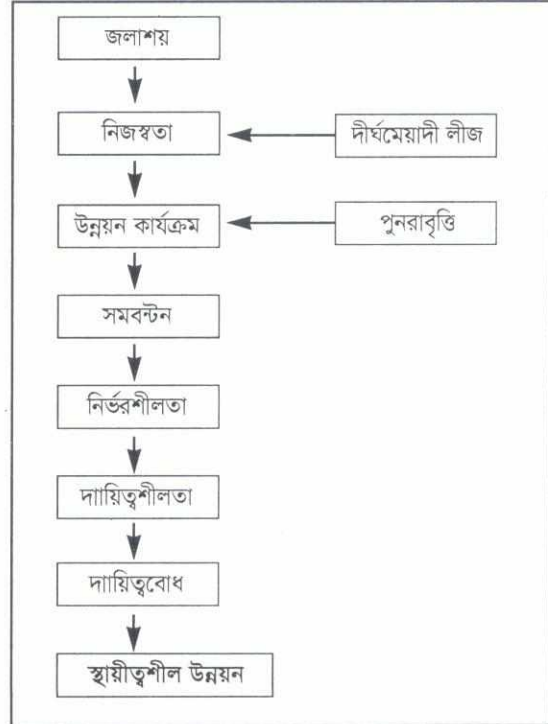 জলাশয়
নিজস্বতা
দীর্ঘমেয়াদী লীজ
উন্নয়ন কার্যক্রম
পুনরাবৃত্তি
সমবন্টন
নির্ভরশীলতা
দাায়িত্বশীলতা
দাায়িত্ববোধ
স্থায়ীত্বশীল উন্নয়ন